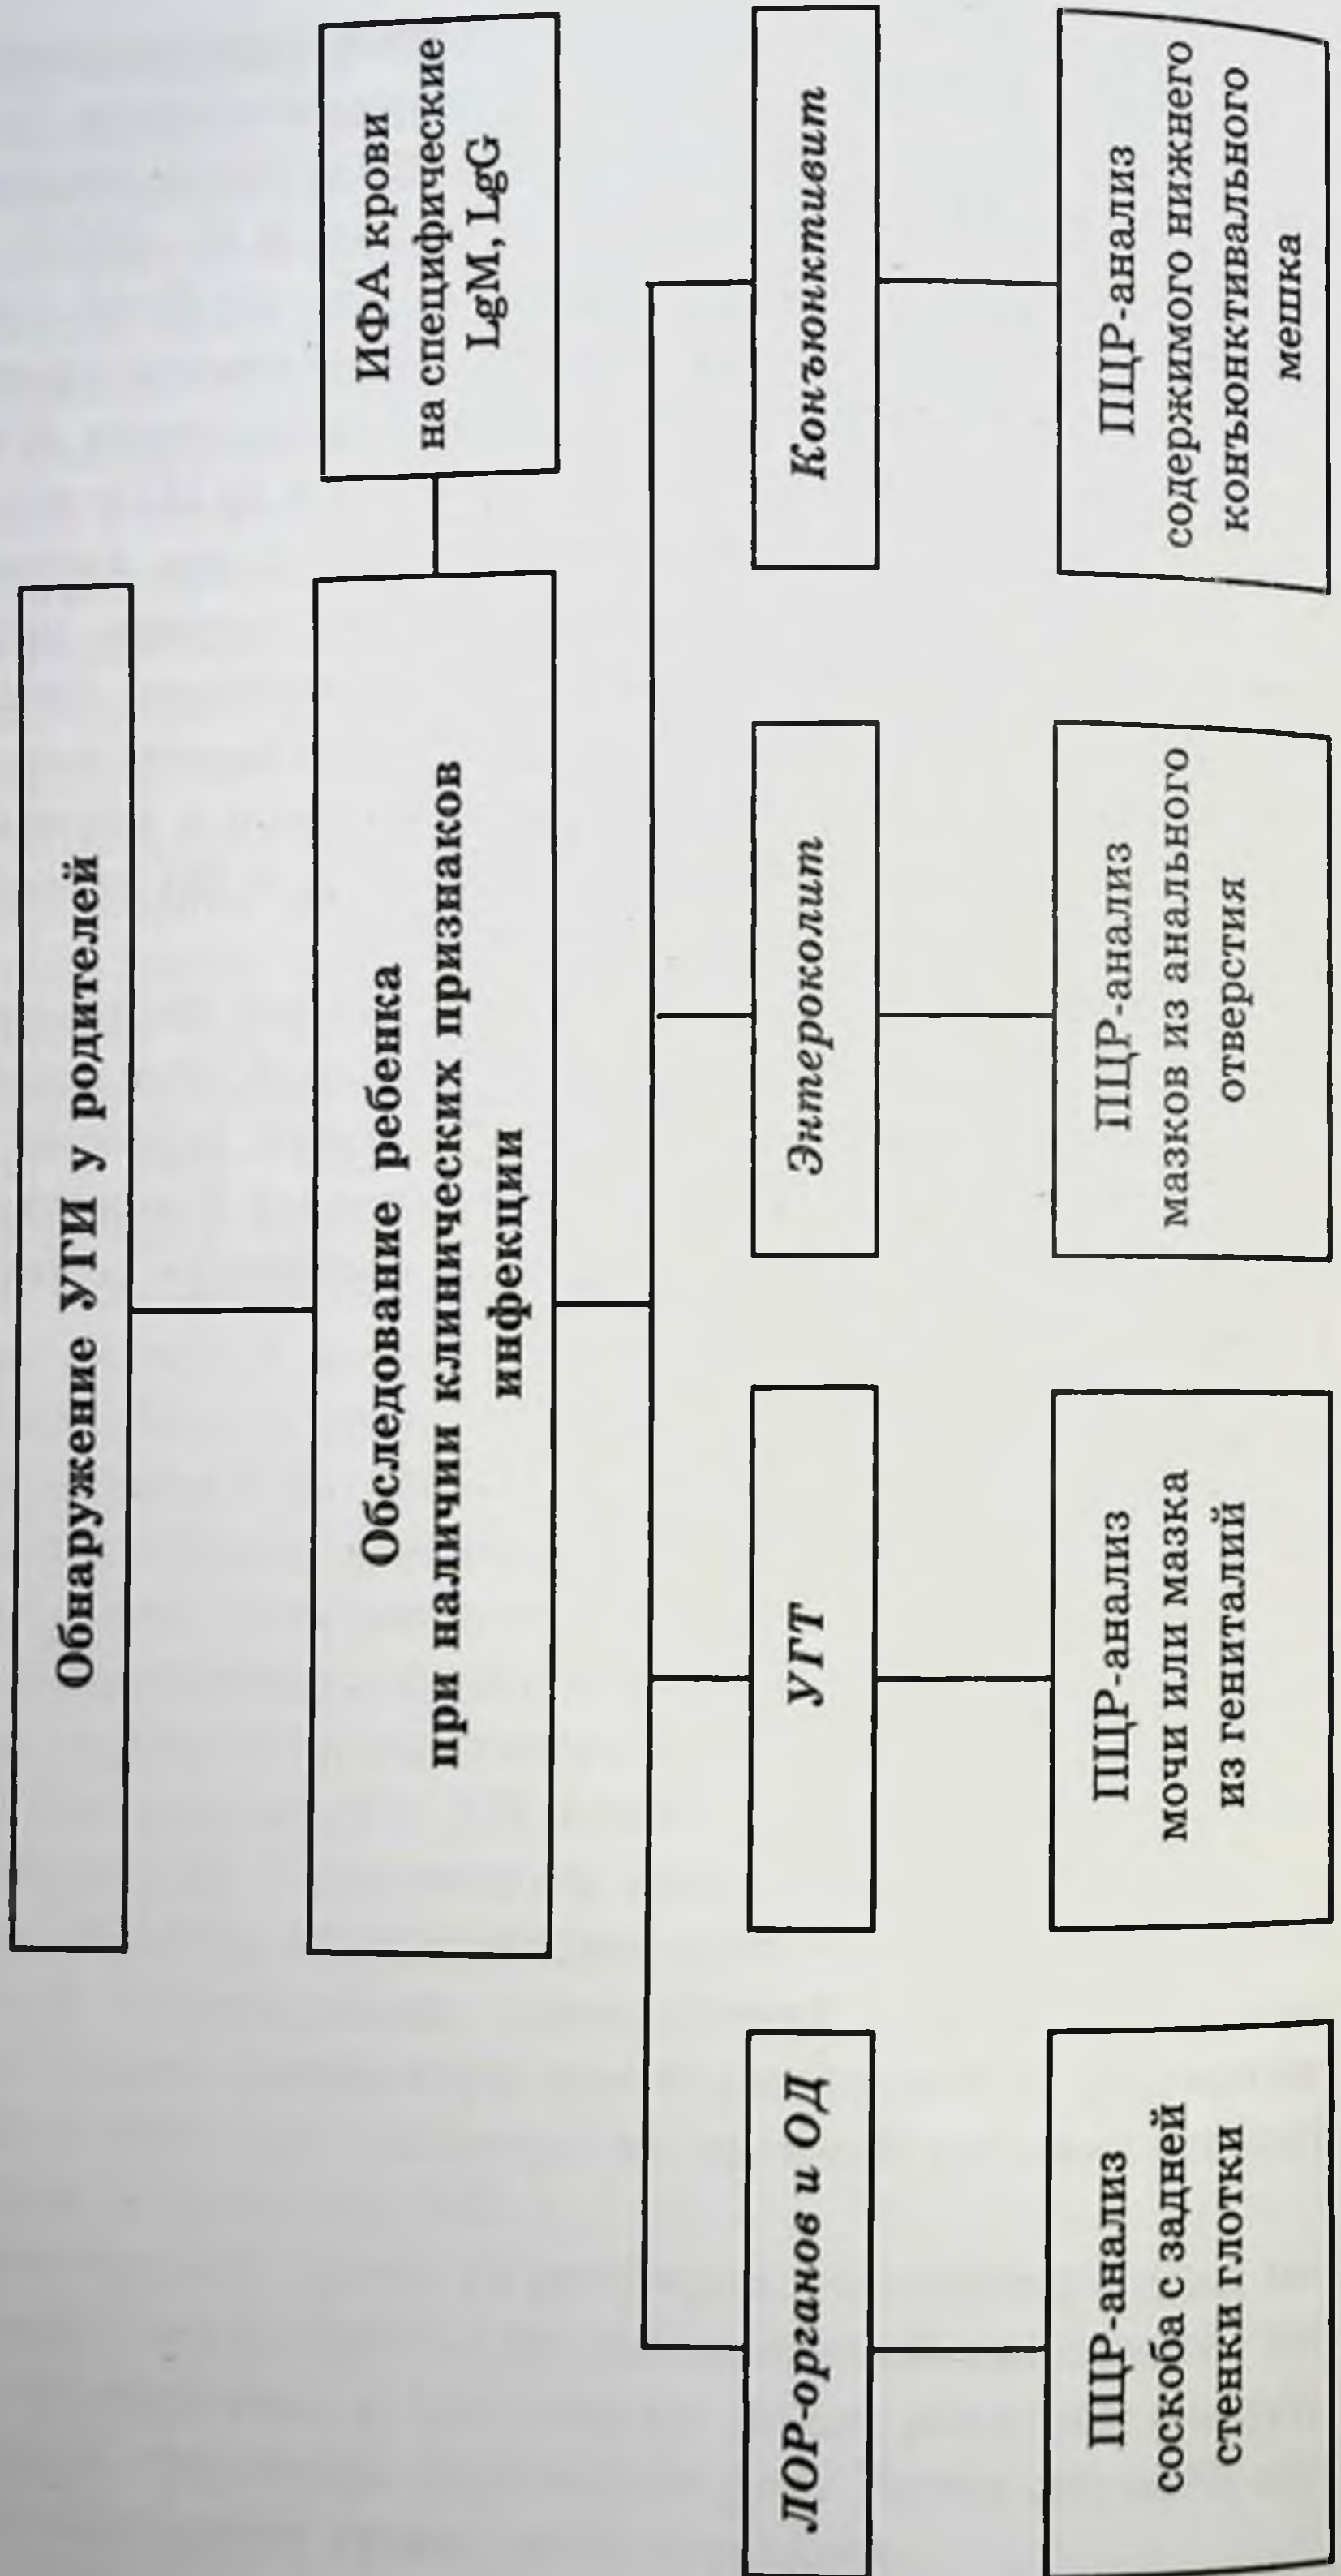 Обнаружение УГИ у родителей
Обследование ребенка
при наличии клинических признаков
инфекции
ИФА крови
на специфические
LgM, LgG
ЛОР-органов и ОД
УГТ
Энтероколит
Конъюнктивит
ПЦР-анализ
соскоба с задней
стенки глотки
ПЦР-анализ
мочи или мазка
из гениталий
ПЦР-анализ
мазков из анального
отверстия
ПЦР-анализ
содержимого нижнего
конъюнктивального
мешка